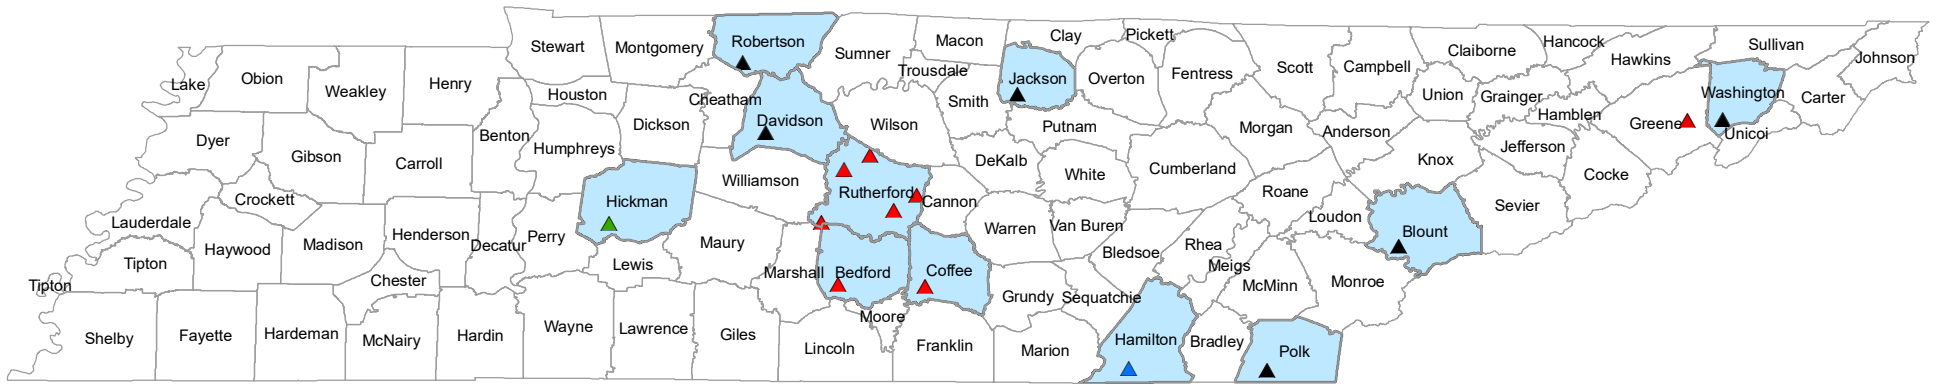 Stewart
Montgomery
Robertson
Sumner
Macon
Clay
Pickett
Claiborne
Hancock
Hawkins
Sullivan
Johnson
Lake
Obion
Weakley
Henry
Houston
Cheatham
Trousdale
Jackson
Overton
Fentress
Scott
Campbell
Union
Grainger
Hamblen
Washington
Carter
Dyer
Gibson
Carroll
Benton
Humphreys
Dickson
Davidson
Wilson
Smith
Putnam
Morgan
Anderson
Knox
Jefferson
Greene
Unicoi
Crockett
Williamson
Rutherford
Cannon
DeKalb
White
Cumberland
Roane
Loudon
Sevier
Cocke
Lauderdale
Haywood
Madison
Henderson
Decatur
Perry
Hickman
Maury
Warren
Van Buren
Bledsoe
Rhea
Meigs
Blount
Tipton
Tipton
Chester
Lewis
Marshall
Bedford
Coffee
Grundy
Sequatchie
McMinn
Monroe
Shelby
Fayette
Hardeman
McNairy
Hardin
Wayne
Lawrence
Giles
Lincoln
Moore
Franklin
Marion
Hamilton
Bradley
Polk